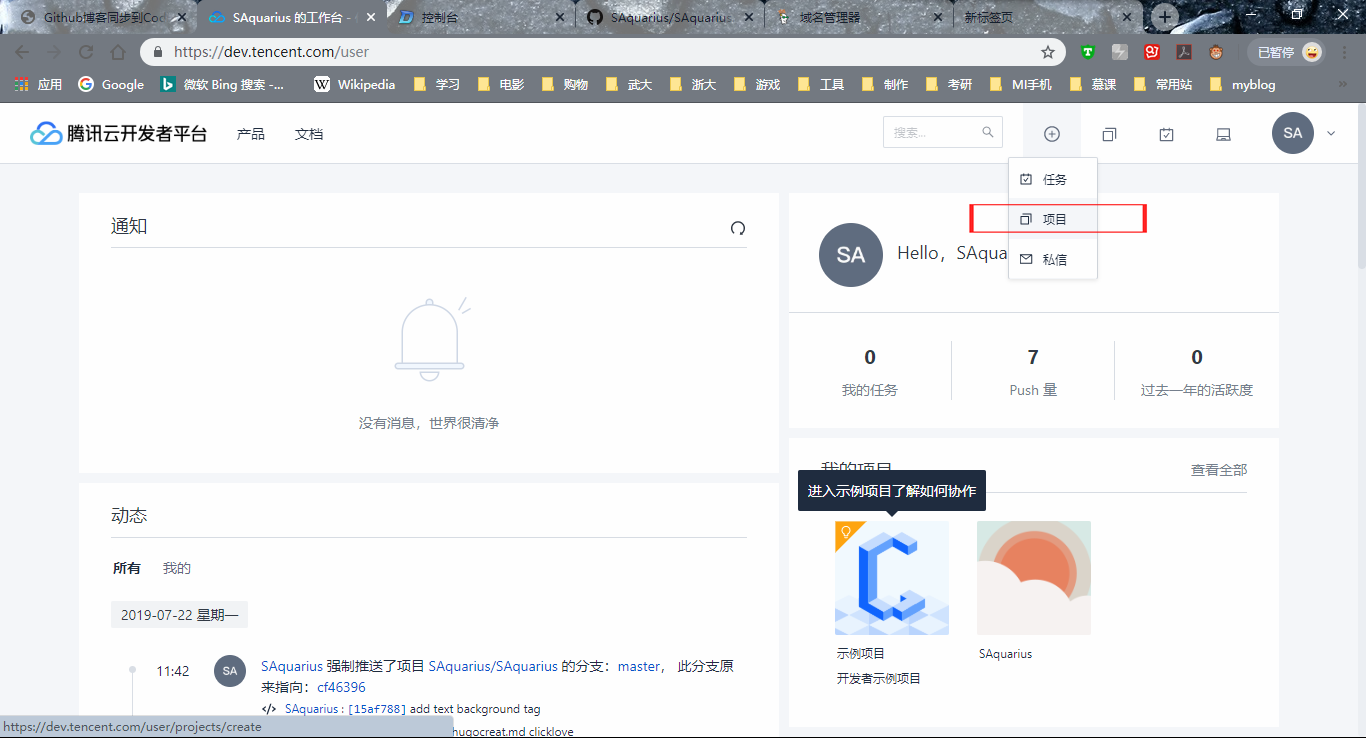 Github博客同步到Cod
SAquarius 的工作台 -
控制台
SAquarius/SAquarius
域名管理器
新标签页
https://dev.tencent.com/user
已暂停
应用
Google
微软 Bing 搜索 -...
Wikipedia
学习
电影
购物
武大
浙大
游戏
工具
制作
考研
MI手机
慕课
常用站
myblog
»
腾讯云开发者平台
产品
文档
搜索...
SA
任务
项目
私信
通知
没有消息，世界很清净
SA
Hello，SAqua
0
我的任务
7
Push 量
0
过去一年的活跃度
我的项目
查看全部
进入示例项目了解如何协作
示例项目
开发者示例项目
SAquarius
动态
所有
我的
2019-07-22 星期一
11:42
SA
SAquarius 强制推送了项目 SAquarius/SAquarius 的分支：master， 此分支原
来指向：cf46396
</> SAquarius : [15af788] add text background tag
hugocreat.md clicklove
https://dev.tencent.com/user/projects/create